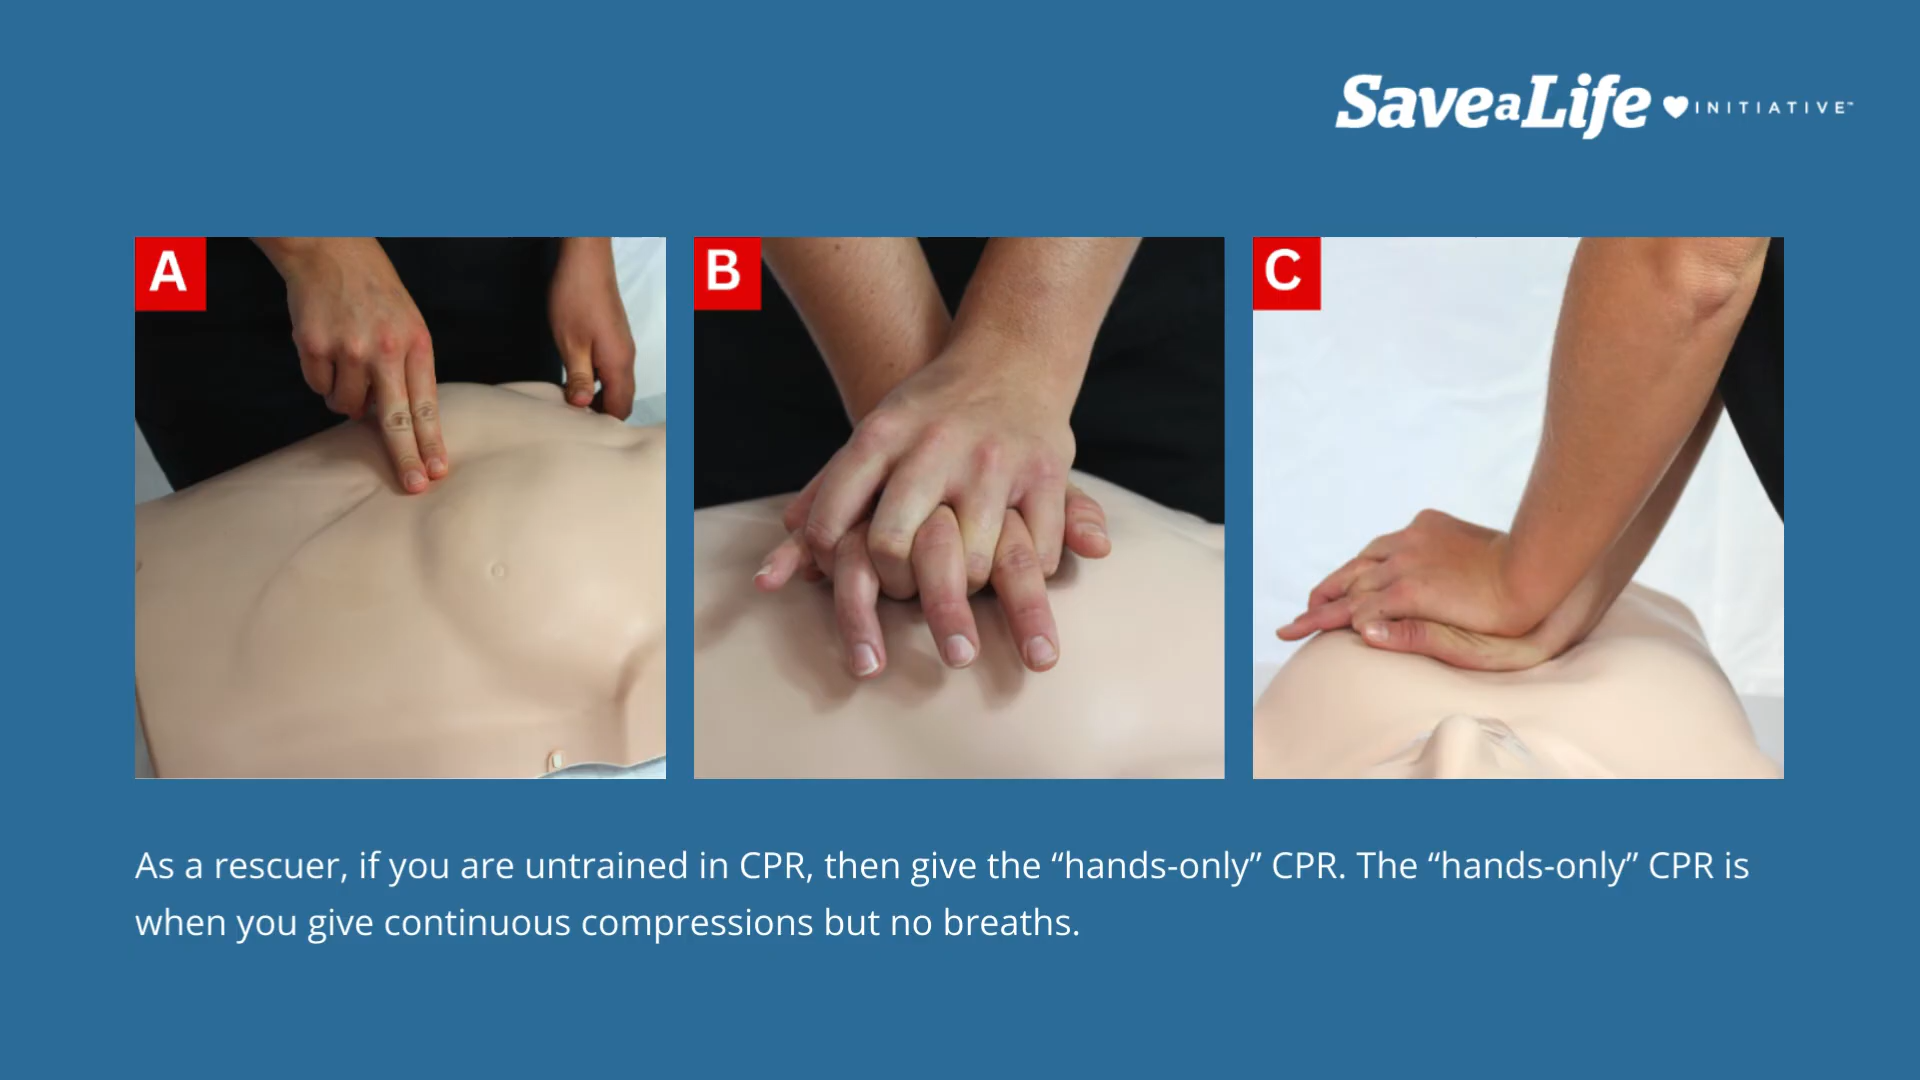 SaveaLife INITIATIVE™
A
B
C
As a rescuer, if you are untrained in CPR, then give the “hands-only” CPR. The “hands-only” CPR is
when you give continuous compressions but no breaths.